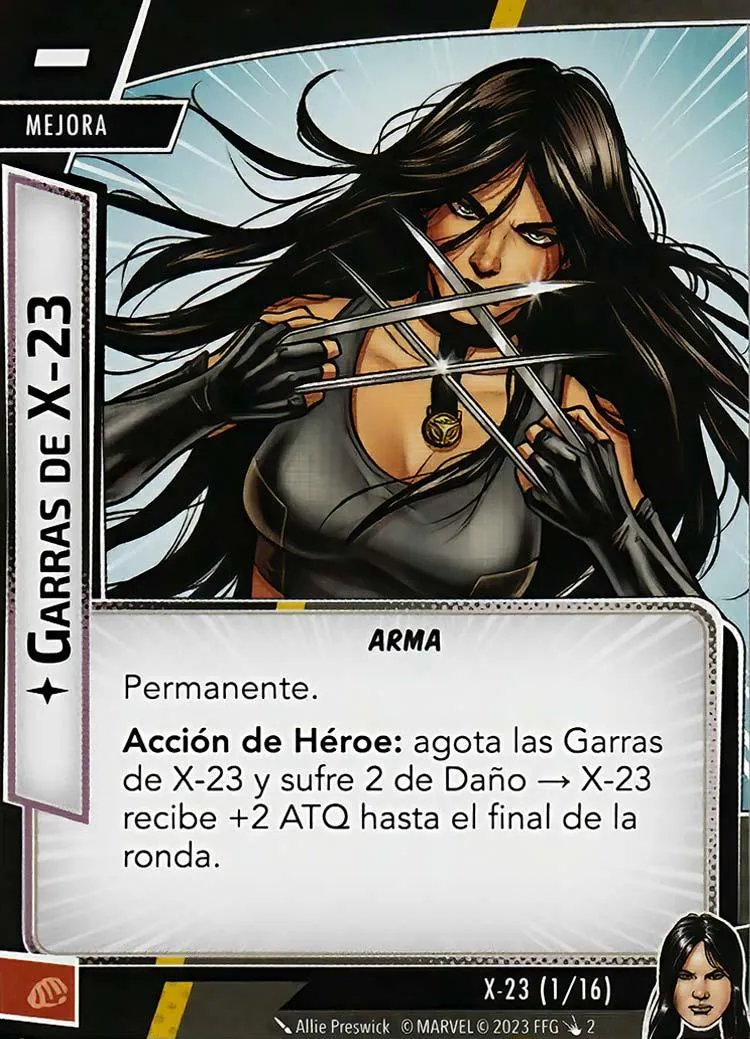 MEJORA
GARRAS DE X-23
ARMA
Permanente.
Acción de Héroe: agota las Garras
de X-23 y sufre 2 de Daño → X-23
recibe +2 ATQ hasta el final de la
ronda.
X-23 (1/16)
Allie Preswick © MARVEL © 2023 FFG 2